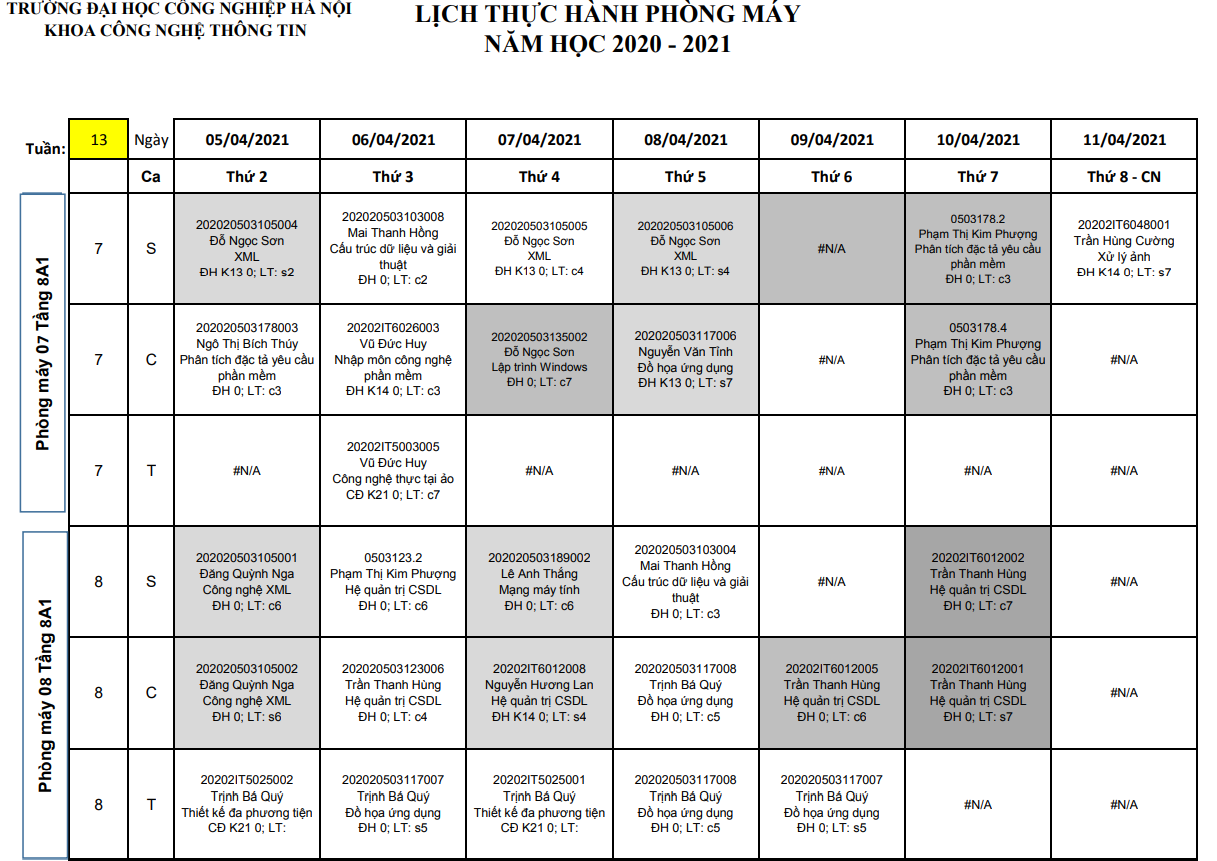 TRƯỜNG ĐẠI HỌC CÔNG NGHIỆP HÀ NỘI
KHOA CÔNG NGHỆ THÔNG TIN
LỊCH THỰC HÀNH PHÒNG MÁY
NĂM HỌC 2020 - 2021
Tuần: 13 Ngày 05/04/2021 06/04/2021 07/04/2021 08/04/2021 09/04/2021 10/04/2021 11/04/2021
Ca Thứ 2 Thứ 3 Thứ 4 Thứ 5 Thứ 6 Thứ 7 Thứ 8 - CN
Phòng máy 07 Tầng 8A1
7 S
202020503105004
Đỗ Ngọc Sơn
XML
ĐH K13 0; LT: s2
202020503103008
Mai Thanh Hồng
Cấu trúc dữ liệu và giải
thuật
ĐH 0; LT: c2
202020503105005
Đỗ Ngọc Sơn
XML
ĐH K13 0; LT: c4
202020503105006
Đỗ Ngọc Sơn
XML
ĐH K13 0; LT: s4
#N/A
0503178.2
Phạm Thị Kim Phượng
Phân tích đặc tả yêu cầu
phần mềm
ĐH 0; LT: c3
20202IT6048001
Trần Hùng Cường
Xử lý ảnh
ĐH K14 0; LT: s7
7 C
202020503178003
Ngô Thị Bích Thúy
Phân tích đặc tả yêu cầu
phần mềm
ĐH 0; LT: c3
20202IT6026003
Vũ Đức Huy
Nhập môn công nghệ
phần mềm
ĐH K14 0; LT: c3
202020503135002
Đỗ Ngọc Sơn
Lập trình Windows
ĐH 0; LT: c7
202020503117006
Nguyễn Văn Tỉnh
Đồ họa ứng dụng
ĐH K13 0; LT: s7
#N/A
0503178.4
Phạm Thị Kim Phượng
Phân tích đặc tả yêu cầu
phần mềm
ĐH 0; LT: c3
#N/A
7 T
#N/A
20202IT5003005
Vũ Đức Huy
Công nghệ thực tại ảo
CĐ K21 0; LT: c7
#N/A
#N/A
#N/A
#N/A
#N/A
Phòng máy 08 Tầng 8A1
8 S
202020503105001
Đăng Quỳnh Nga
Công nghệ XML
ĐH 0; LT: c6
0503123.2
Phạm Thị Kim Phượng
Hệ quản trị CSDL
ĐH 0; LT: c6
202020503189002
Lê Anh Thắng
Mạng máy tính
ĐH 0; LT: c6
202020503103004
Mai Thanh Hồng
Cấu trúc dữ liệu và giải
thuật
ĐH 0; LT: c3
#N/A
20202IT6012002
Trần Thanh Hùng
Hệ quản trị CSDL
ĐH 0; LT: c7
#N/A
8 C
202020503105002
Đăng Quỳnh Nga
Công nghệ XML
ĐH 0; LT: s6
202020503123006
Trần Thanh Hùng
Hệ quản trị CSDL
ĐH 0; LT: c4
20202IT6012008
Nguyễn Hương Lan
Hệ quản trị CSDL
ĐH K14 0; LT: s4
202020503117008
Trịnh Bá Quý
Đồ họa ứng dụng
ĐH 0; LT: c5
20202IT6012005
Trần Thanh Hùng
Hệ quản trị CSDL
ĐH 0; LT: c6
20202IT6012001
Trần Thanh Hùng
Hệ quản trị CSDL
ĐH 0; LT: s7
#N/A
8 T
20202IT5025002
Trịnh Bá Quý
Thiết kế đa phương tiện
CĐ K21 0; LT:
202020503117007
Trịnh Bá Quý
Đồ họa ứng dụng
ĐH 0; LT: s5
20202IT5025001
Trịnh Bá Quý
Thiết kế đa phương tiện
CĐ K21 0; LT:
202020503117008
Trịnh Bá Quý
Đồ họa ứng dụng
ĐH 0; LT: c5
202020503117007
Trịnh Bá Quý
Đồ họa ứng dụng
ĐH 0; LT: s5
#N/A
#N/A